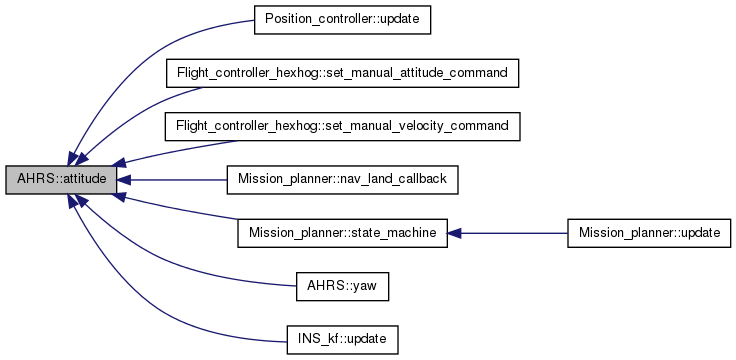 Position_controller::update
Flight_controller_hexhog::set_manual_attitude_command
Flight_controller_hexhog::set_manual_velocity_command
AHRS::attitude
Mission_planner::nav_land_callback
Mission_planner::state_machine
Mission_planner::update
AHRS::yaw
INS_kf::update